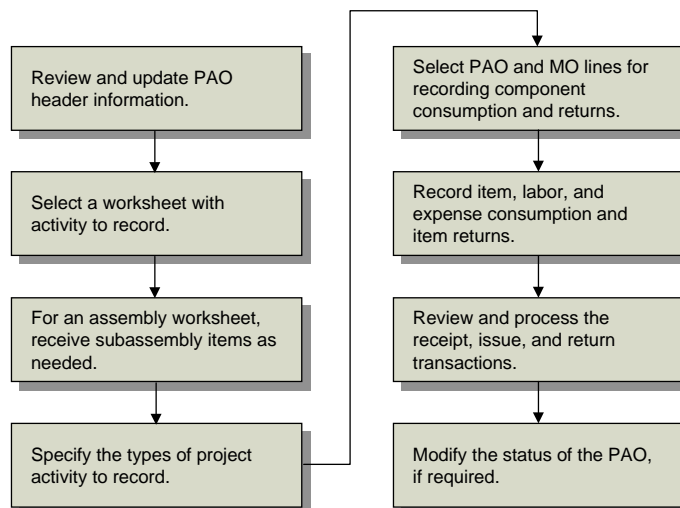 Review and update PAO
header information.
Select a worksheet with
activity to record.
For an assembly worksheet,
receive subassembly items as
needed.
Specify the types of project
activity to record.
Select PAO and MO lines for
recording component
consumption and returns.
Record item, labor, and
expense consumption and
item returns.
Review and process the
receipt, issue, and return
transactions.
Modify the status of the PAO,
if required.